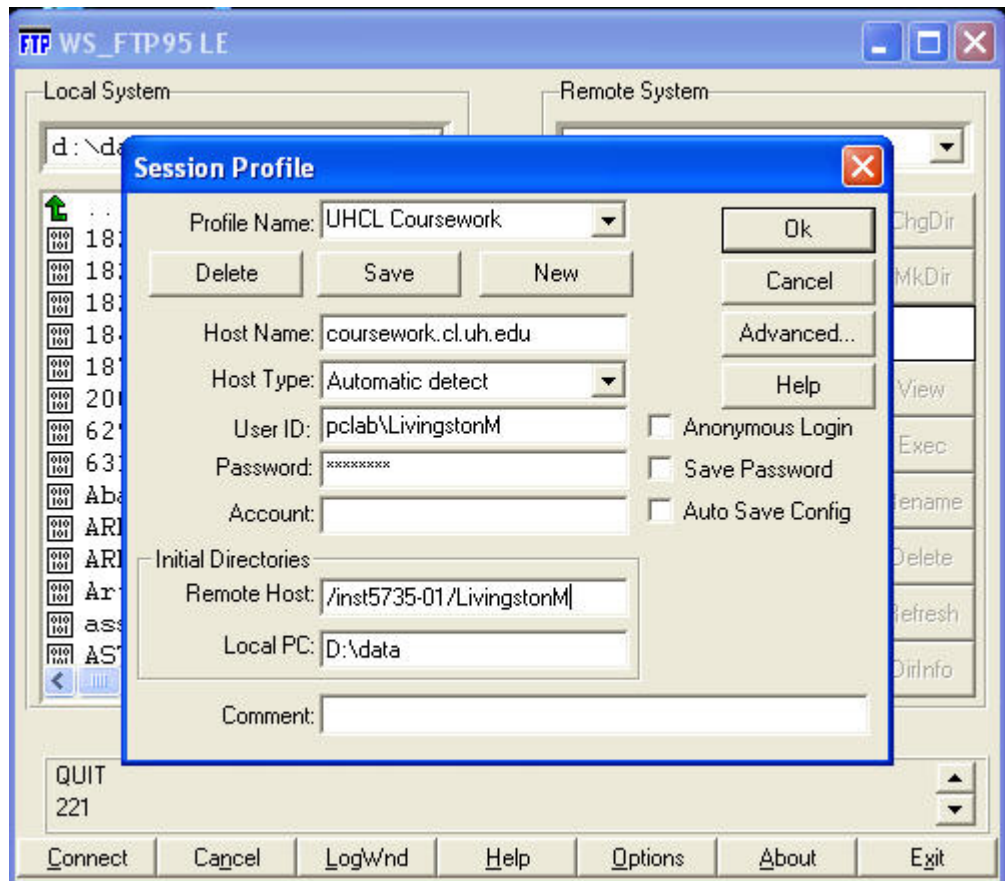 FTP WS_FTP95 LE
Local System
Remote System
Session Profile
Profile Name: UHCL Coursework
Ok
ChgDir
Delete Save New
Cancel
MkDir
Host Name: coursework.cl.uh.edu
Advanced...
Host Type: Automatic detect
Help
View
User ID: pclab\LivingstonM
Anonymous Login
Exec
Password: xxxxxxxx
Save Password
Account:
Auto Save Config
Delete
Initial Directories
Remote Host: /inst5735-01/LivingstonM
Local PC: D:\data
DirInfo
Comment:
QUIT
221
Connect Cancel LogWnd Help Options About Exit